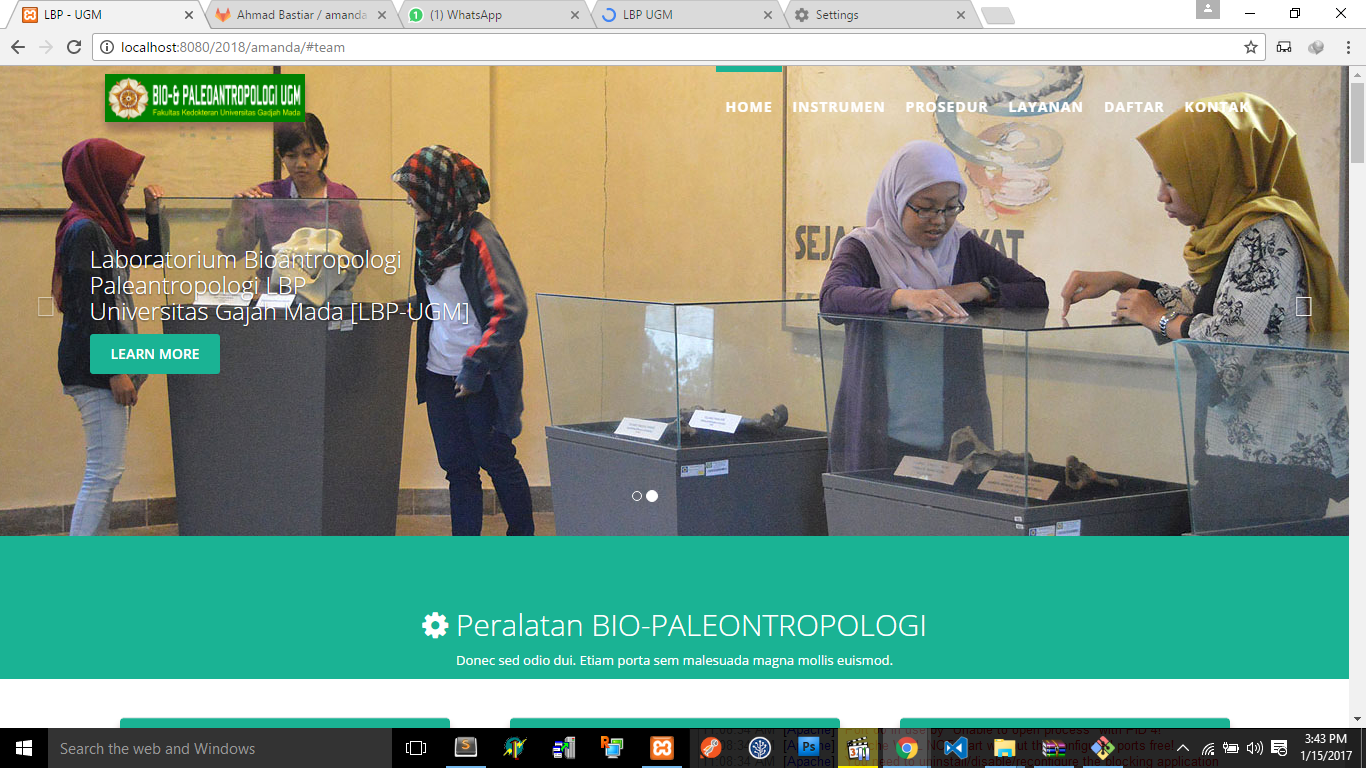 LBP - UGM
Ahmad Bastiar / amanda
(1) WhatsApp
LBP UGM
Settings
localhost:8080/2018/amanda/#team
BIO-& PALEOANTROPOLOGI UGM
Fakultas Kedokteran Universitas Gadjah Mada
HOME INSTRUMEN PROSEDUR LAYANAN DAFTAR KONTAK
Laboratorium Bioantropologi
Paleantropologi LBP
Universitas Gajah Mada [LBP-UGM]
LEARN MORE
Peralatan BIO-PALEONTROPOLOGI
Donec sed odio dui. Etiam porta sem malesuada magna mollis euismod.
Search the web and Windows
3:43 PM
1/15/2017